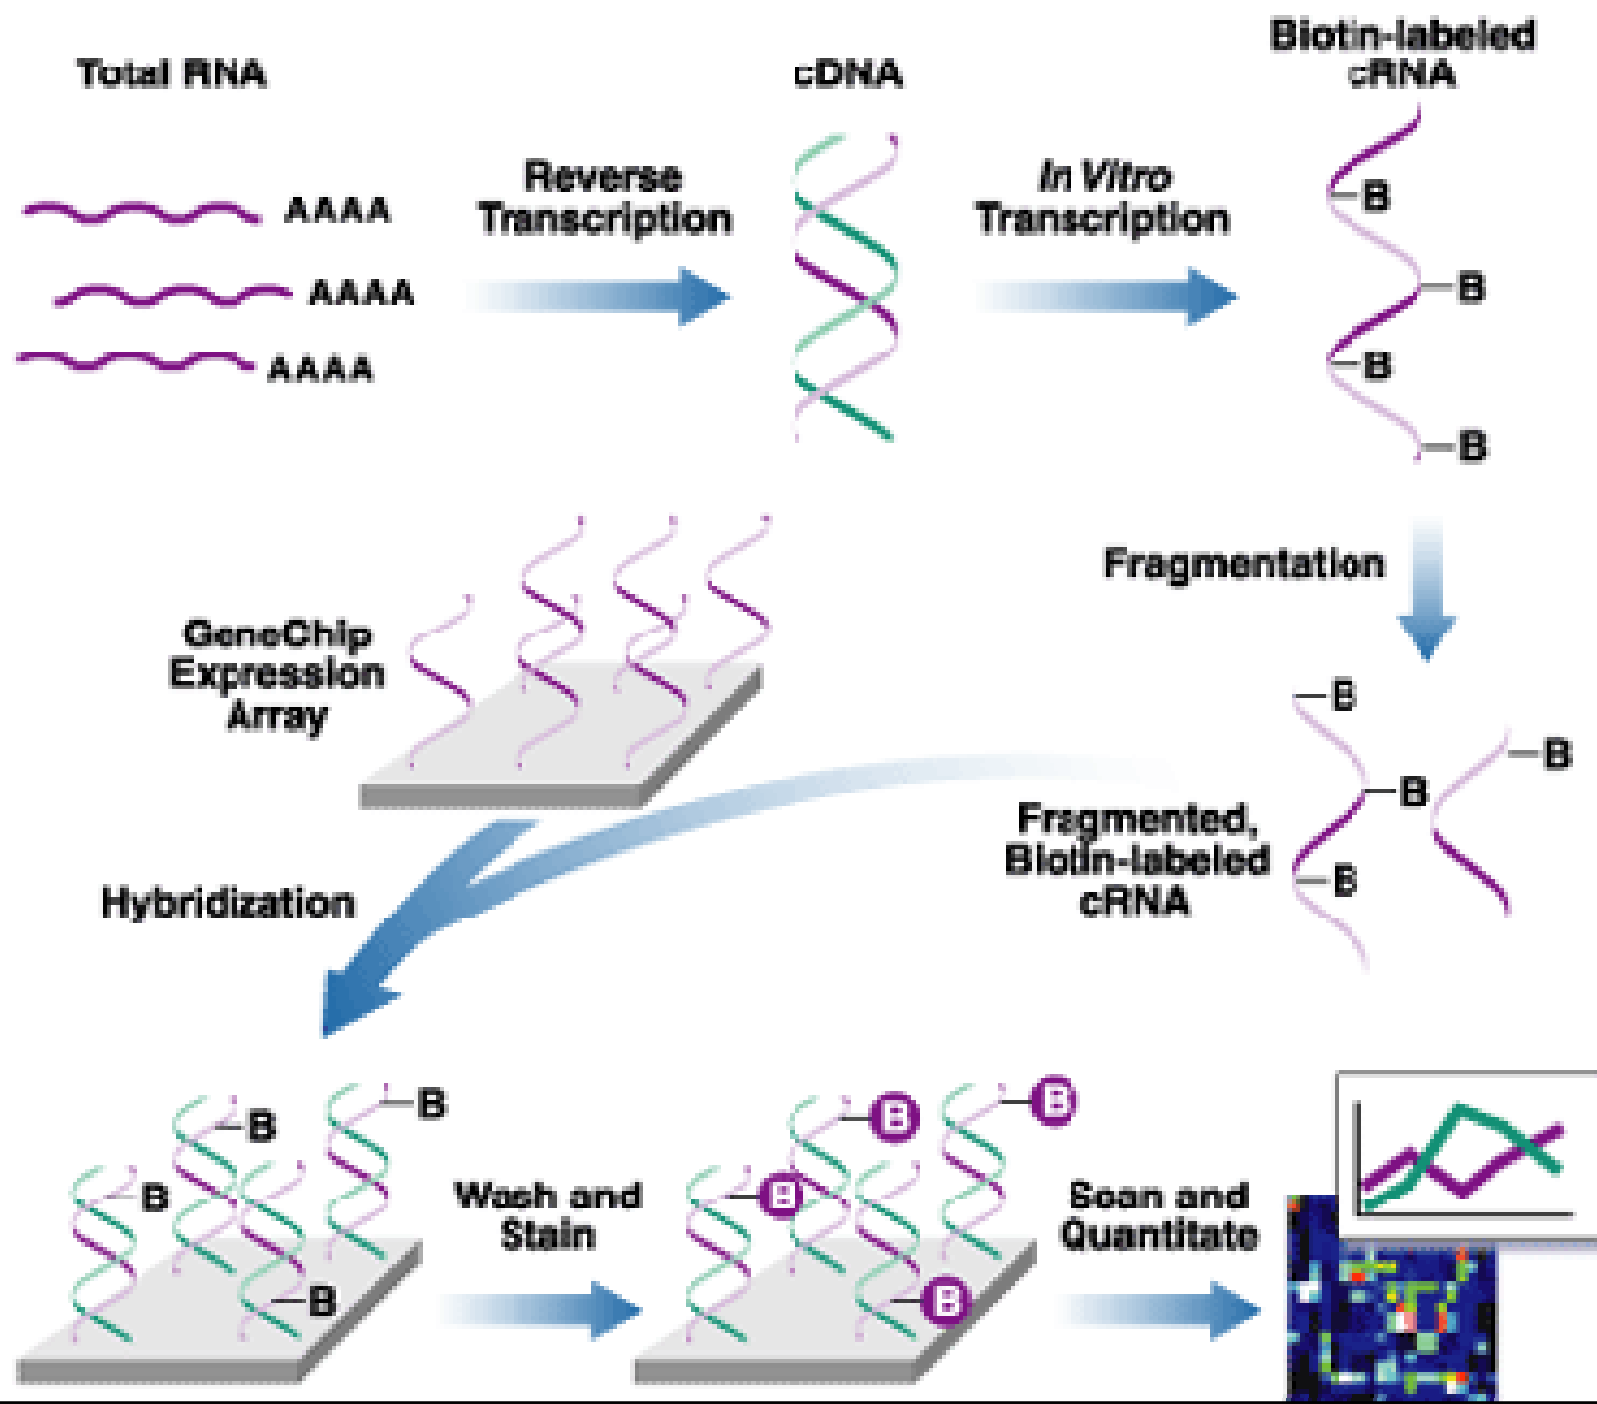 Total RNA
AAAA
AAAA
AAAA
Reverse
Transcription
cDNA
In Vitro
Transcription
Biotin-labeled
cRNA
B
B
B
B
Fragmentation
B
B
B
B
Fragmented,
Biotin-labeled
cRNA
GeneChip
Expression
Array
Hybridization
B
B
B
B
Wash and
Stain
B
B
B
B
Scan and
Quantitate